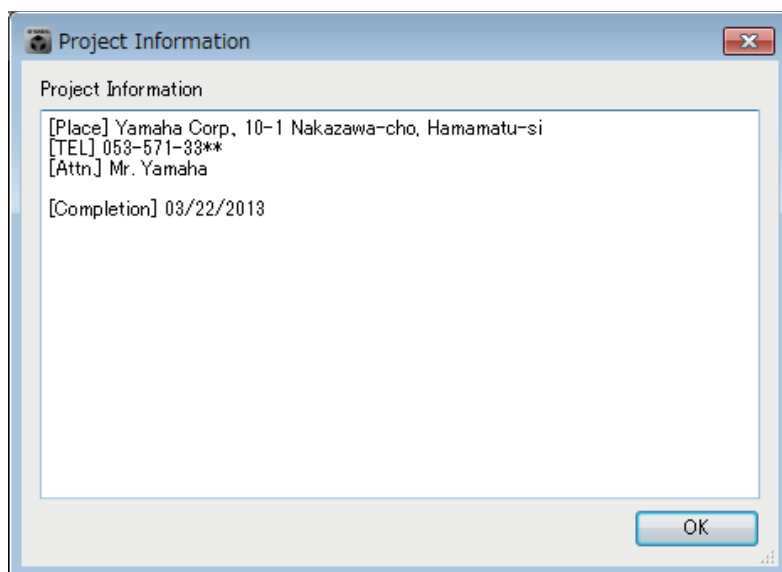 Project Information
Project Information
[Place] Yamaha Corp, 10-1 Nakazawa-cho, Hamamatu-si
[TEL] 053-571-33**
[Attn.] Mr. Yamaha
[Completion] 03/22/2013
OK